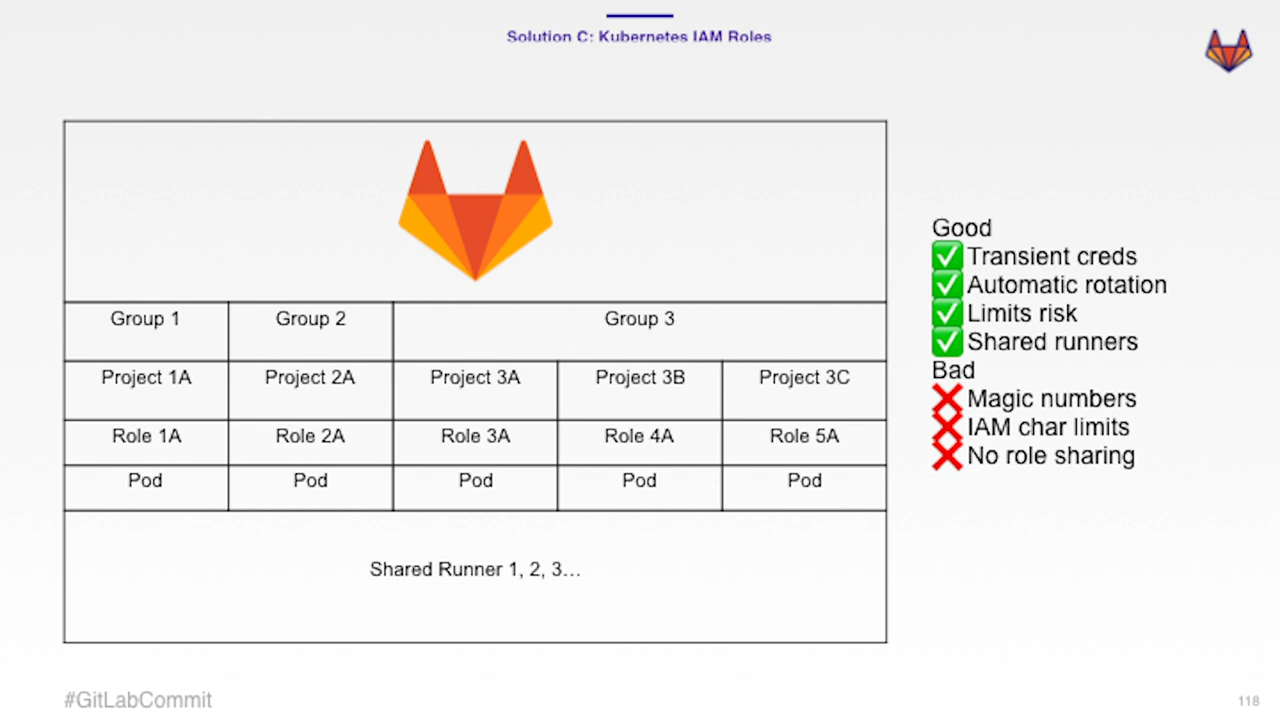 Solution C: Kubernetes IAM Roles
Group 1 Group 2 Group 3
Project 1A Project 2A Project 3A Project 3B Project 3C
Role 1A Role 2A Role 3A Role 4A Role 5A
Pod Pod Pod Pod Pod
Shared Runner 1, 2, 3...
Good
✅ Transient creds
✅ Automatic rotation
✅ Limits risk
✅ Shared runners
Bad
❌ Magic numbers
❌ IAM char limits
❌ No role sharing
#GitLabCommit
118